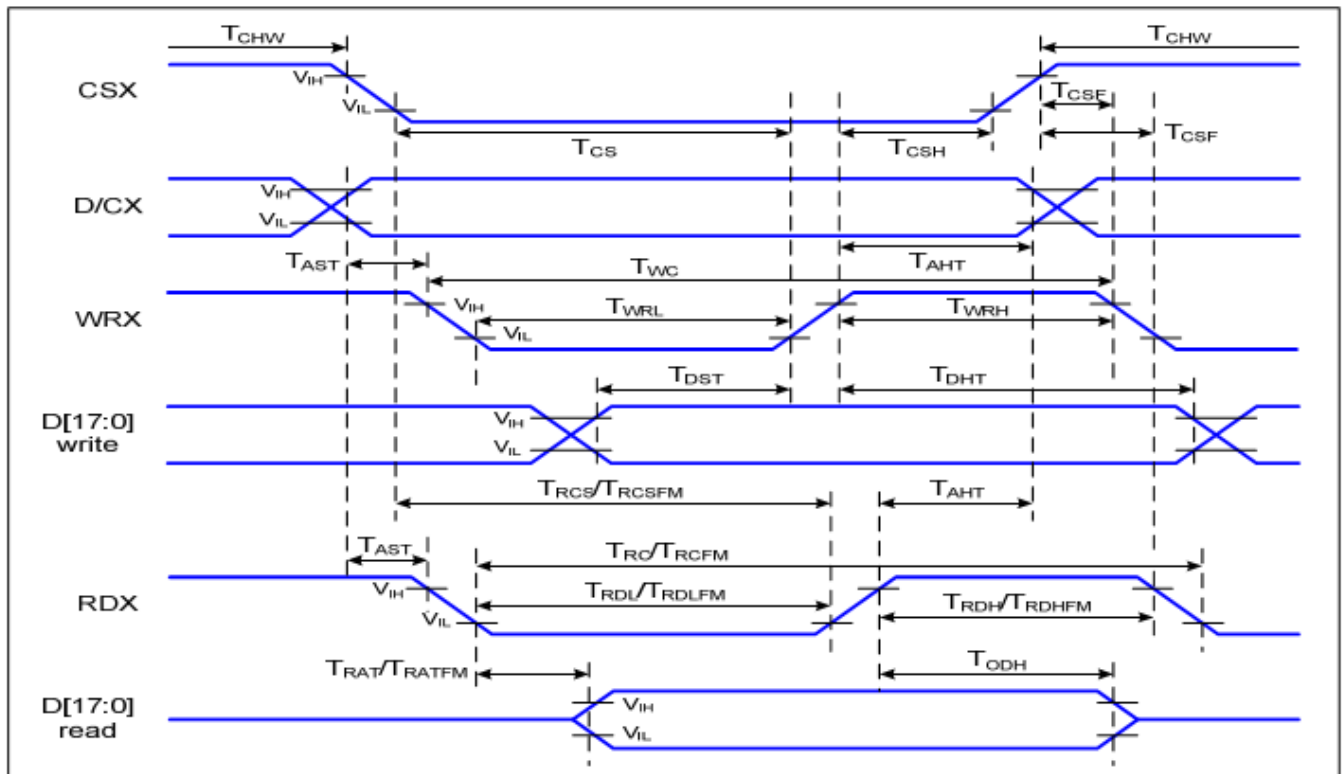 TCHW TCHW
CSX VIH VIL TCSF
TCS TCSH TCSF
D/CX VIH VIL
TAST TWC TAHT
WRX VIH VIL TWRL TWRH
TDST TDHT
D[17:0]
write VIH VIL
TRCS/TRCSFM TAHT
TAST TRC/TRCFM
RDX VIH VIL TRDL/TRDLFM TRDH/TRDHFM
TRAT/TRATFM TODH
D[17:0]
read VIH VIL